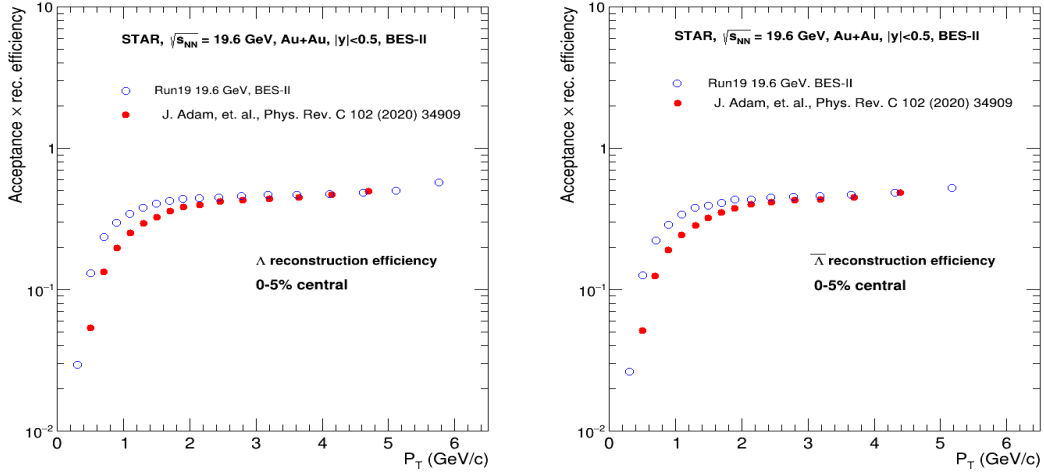 STAR, √s_NN = 19.6 GeV, Au+Au, |y|<0.5, BES-II
Run19 19.6 GeV, BES-II
J. Adam, et. al., Phys. Rev. C 102 (2020) 34909
Λ reconstruction efficiency
0-5% central
Acceptance × rec. efficiency
10
1
10⁻¹
10⁻²
0 1 2 3 4 5 6
P_T (GeV/c)
STAR, √s_NN = 19.6 GeV, Au+Au, |y|<0.5, BES-II
Run19 19.6 GeV. BES-II
J. Adam, et. al., Phys. Rev. C 102 (2020) 34909
Λ̅ reconstruction efficiency
0-5% central
Acceptance × rec. efficiency
10
1
10⁻¹
10⁻²
0 1 2 3 4 5 6
P_T (GeV/c)